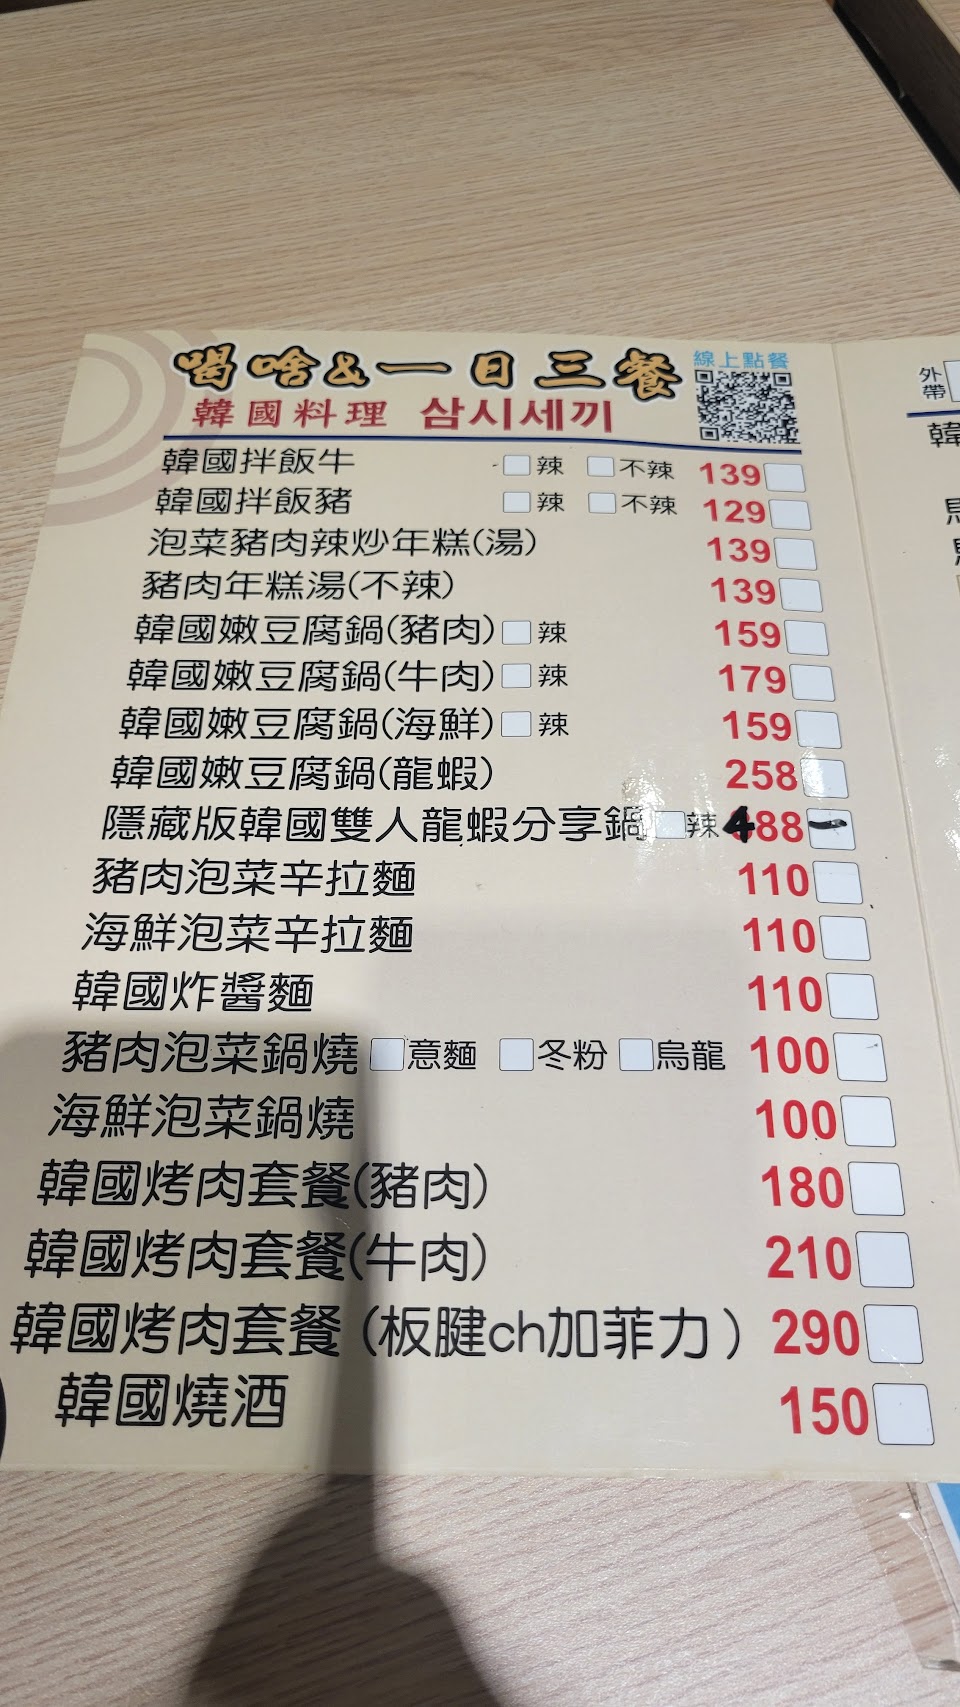 喝啥&一日三餐
線上點餐
韓國料理 삼시세끼
韓國拌飯牛 辣 不辣 139
韓國拌飯豬 辣 不辣 129
泡菜豬肉辣炒年糕(湯) 139
豬肉年糕湯(不辣) 139
韓國嫩豆腐鍋(豬肉) 辣 159
韓國嫩豆腐鍋(牛肉) 辣 179
韓國嫩豆腐鍋(海鮮) 辣 159
韓國嫩豆腐鍋(龍蝦) 258
隱藏版韓國雙人龍蝦分享鍋 辣 488
豬肉泡菜辛拉麵 110
海鮮泡菜辛拉麵 110
韓國炸醬麵 110
豬肉泡菜鍋燒 意麵 冬粉 烏龍 100
海鮮泡菜鍋燒 100
韓國烤肉套餐(豬肉) 180
韓國烤肉套餐(牛肉) 210
韓國烤肉套餐(板腱ch加菲力) 290
韓國燒酒 150
外帶
韓